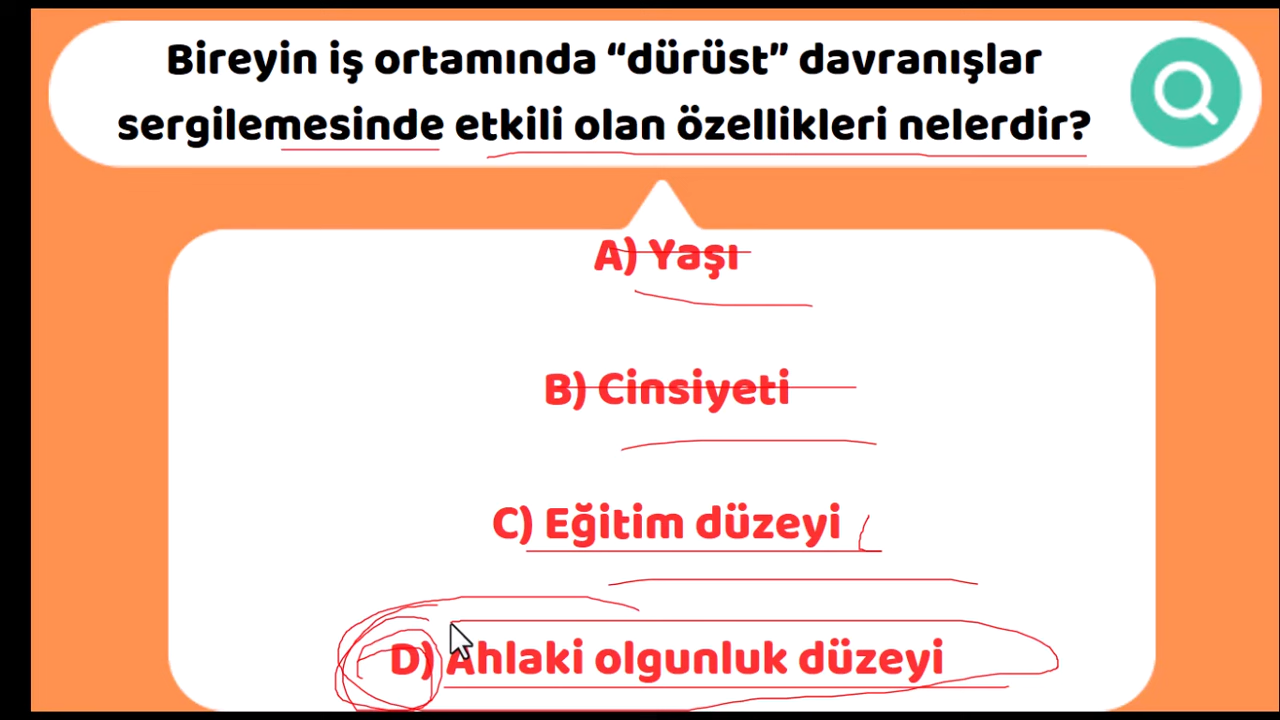 Bireyin iş ortamında “dürüst” davranışlar
sergilemesinde etkili olan özellikleri nelerdir?
A) Yaşı
B) Cinsiyeti
C) Eğitim düzeyi
D) Ahlaki olgunluk düzeyi